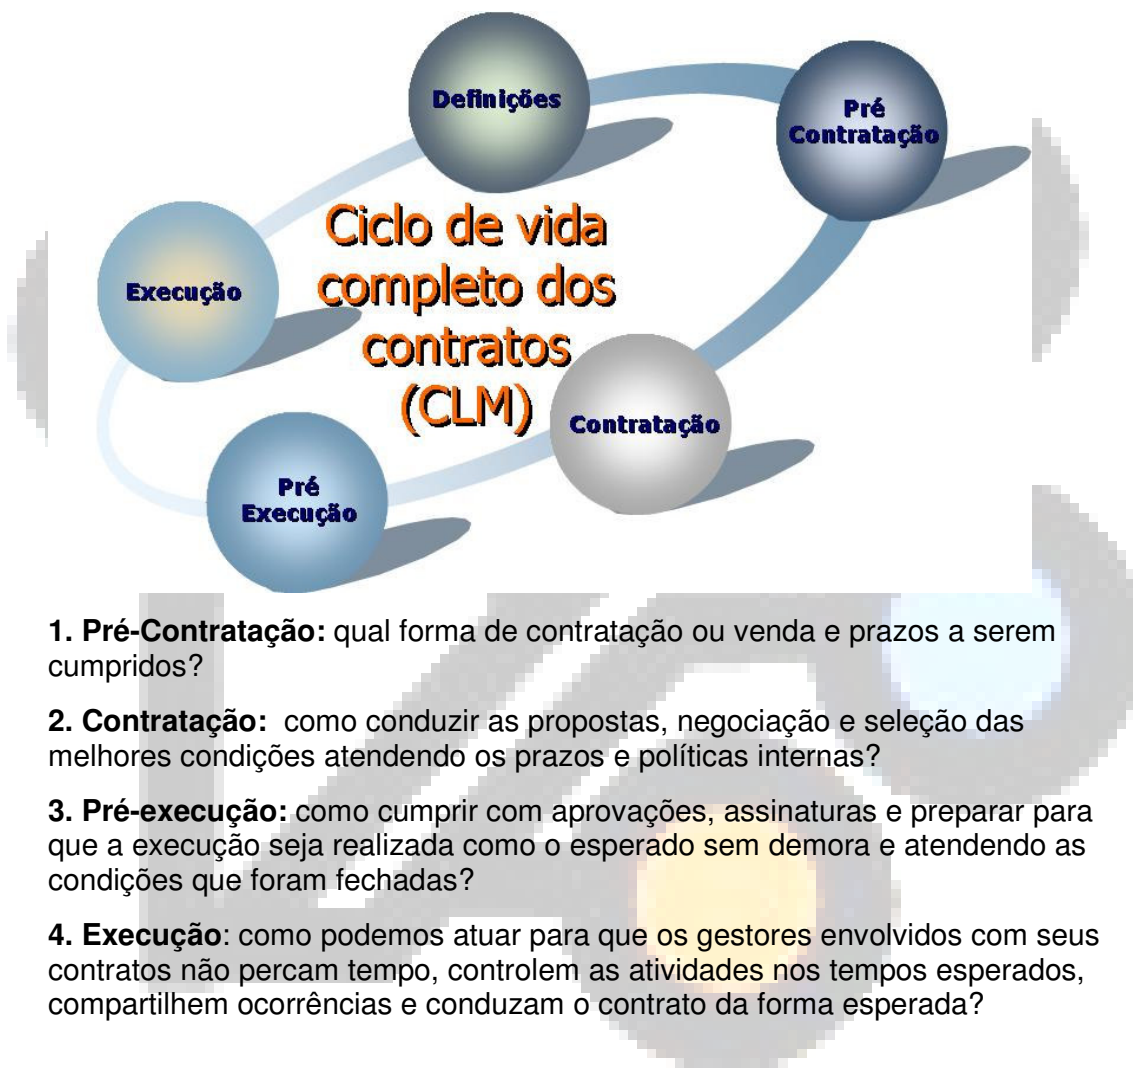 Definições
Pré
Contratação
Ciclo de vida
completo dos
contratos
(CLM)
Execução
Contratação
Pré
Execução
1. Pré-Contratação: qual forma de contratação ou venda e prazos a serem
cumpridos?
2. Contratação: como conduzir as propostas, negociação e seleção das
melhores condições atendendo os prazos e políticas internas?
3. Pré-execução: como cumprir com aprovações, assinaturas e preparar para
que a execução seja realizada como o esperado sem demora e atendendo as
condições que foram fechadas?
4. Execução: como podemos atuar para que os gestores envolvidos com seus
contratos não percam tempo, controlem as atividades nos tempos esperados,
compartilhem ocorrências e conduzam o contrato da forma esperada?